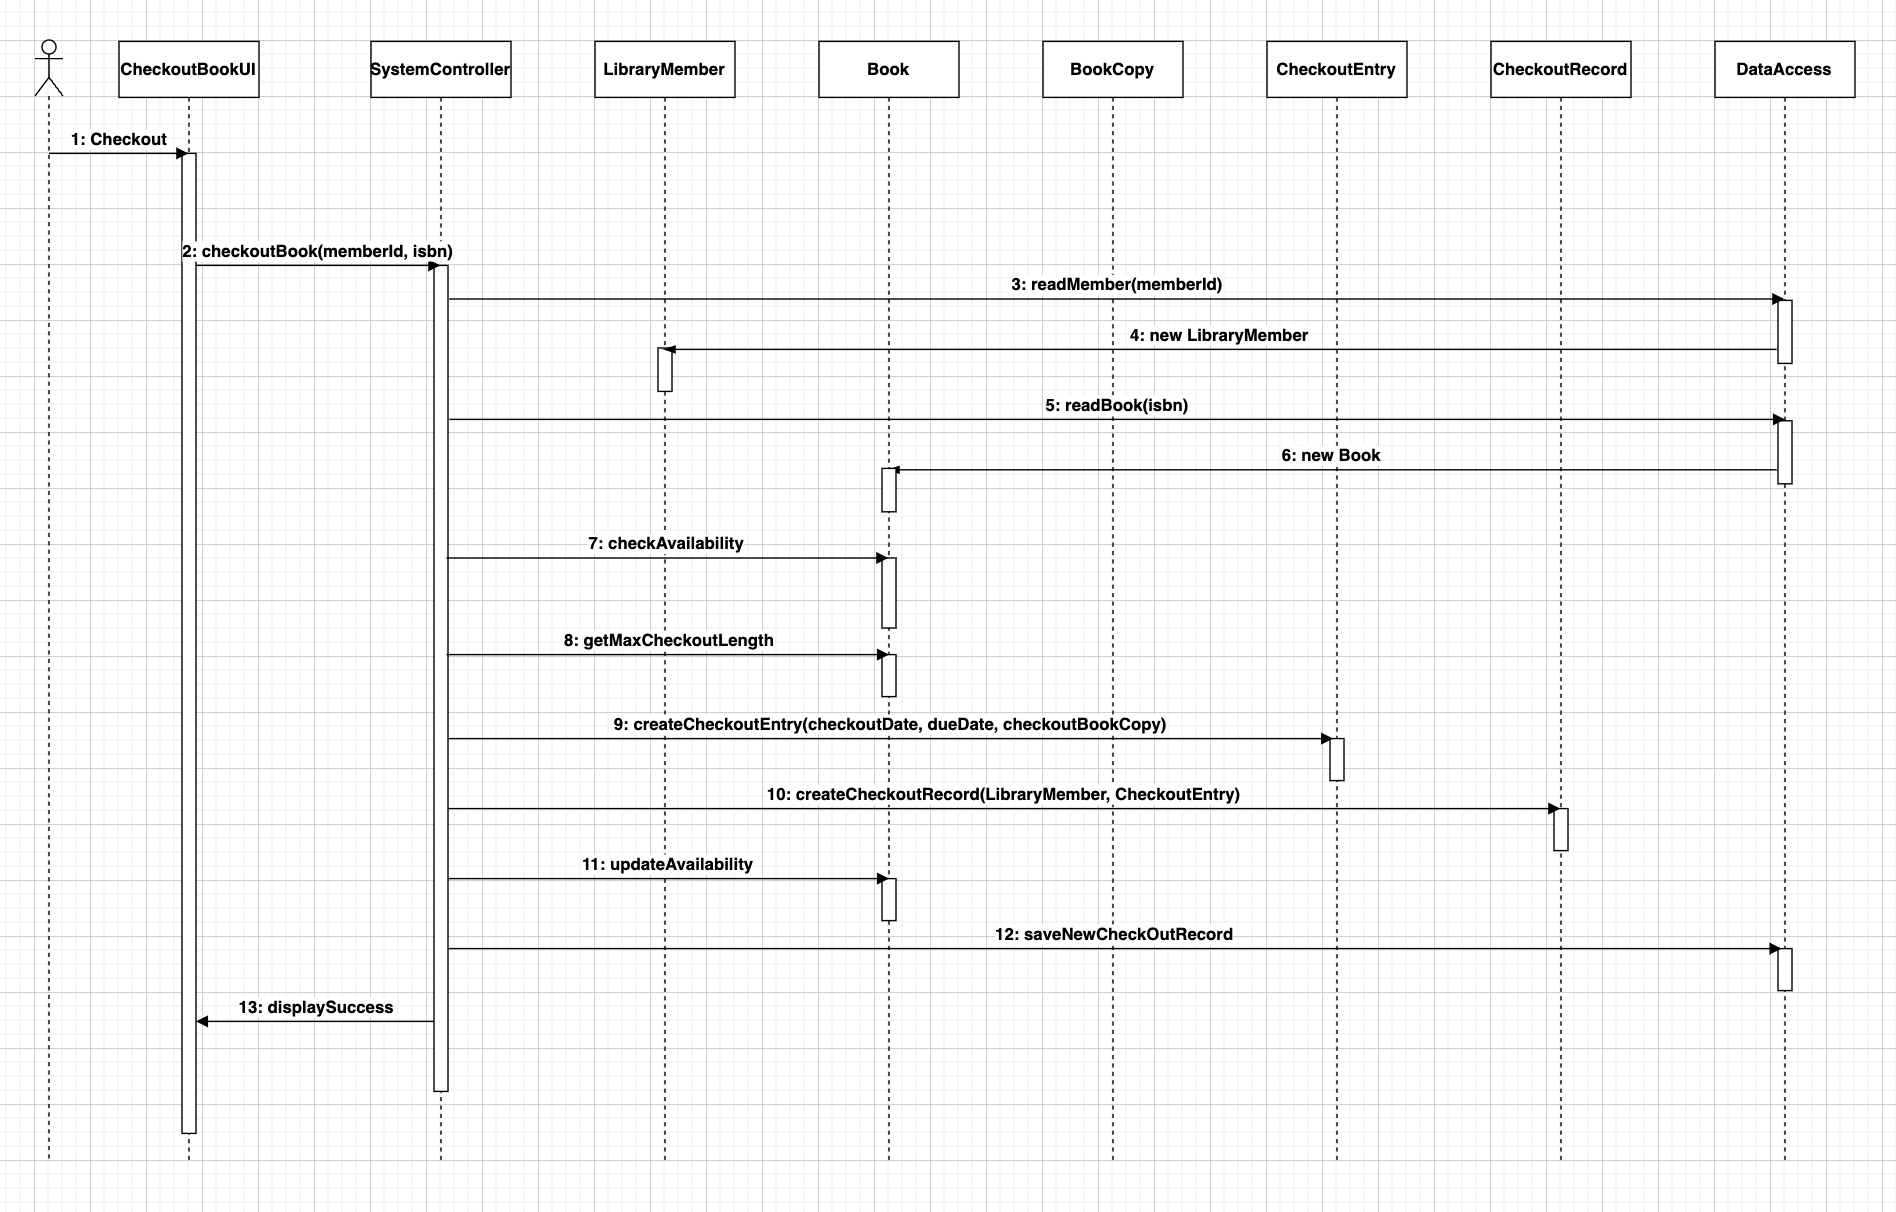 CheckoutBookUI
SystemController
LibraryMember
Book
BookCopy
CheckoutEntry
CheckoutRecord
DataAccess
1: Checkout
2: checkoutBook(memberId, isbn)
3: readMember(memberId)
4: new LibraryMember
5: readBook(isbn)
6: new Book
7: checkAvailability
8: getMaxCheckoutLength
9: createCheckoutEntry(checkoutDate, dueDate, checkoutBookCopy)
10: createCheckoutRecord(LibraryMember, CheckoutEntry)
11: updateAvailability
12: saveNewCheckOutRecord
13: displaySuccess